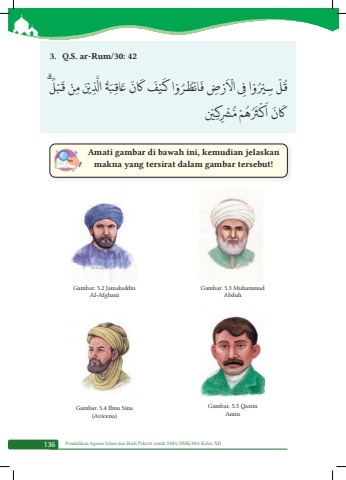 3. Q.S. ar-Rum/30: 42
قُلْ سِيْرُوْا فِى الْاَرْضِ فَانْظُرُوْا كَيْفَ كَانَ عَاقِبَةُ الَّذِيْنَ مِنْ قَبْلُۗ
كَانَ اَكْثَرُهُمْ مُّشْرِكِيْنَ
Amati gambar di bawah ini, kemudian jelaskan
makna yang tersirat dalam gambar tersebut!
Gambar. 5.2 Jamaluddin
Al-Afghani
Gambar. 5.3 Muhammad
Abduh
Gambar. 5.4 Ibnu Sina
(Avicena)
Gambar. 5.5 Qasim
Amin
136 Pendidikan Agama Islam dan Budi Pekerti untuk SMA/SMK/MA Kelas XII